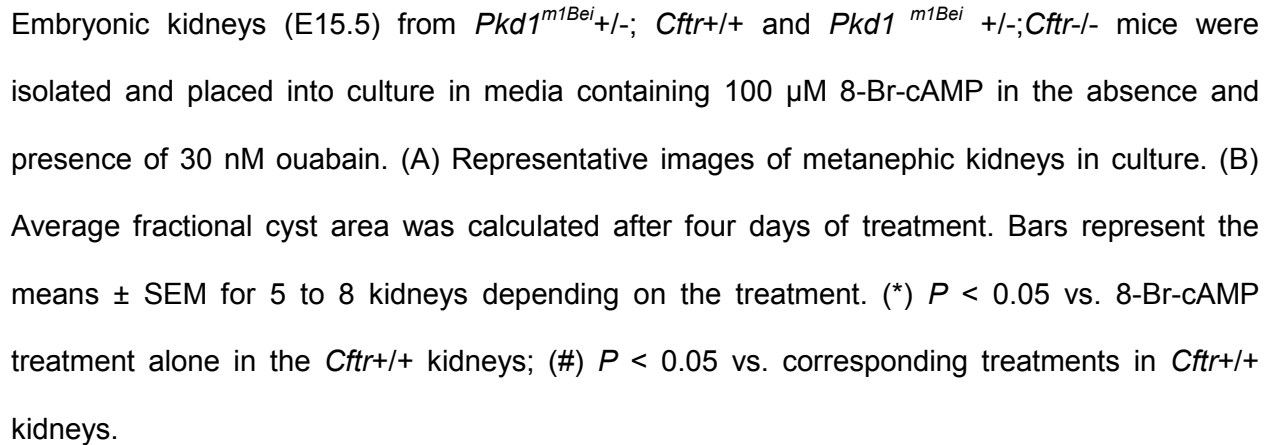 Embryonic kidneys (E15.5) from Pkd1m1Bei+/-; Cftr+/+ and Pkd1 m1Bei +/-;Cftr-/- mice were
isolated and placed into culture in media containing 100 µM 8-Br-cAMP in the absence and
presence of 30 nM ouabain. (A) Representative images of metanephic kidneys in culture. (B)
Average fractional cyst area was calculated after four days of treatment. Bars represent the
means ± SEM for 5 to 8 kidneys depending on the treatment. (*) P < 0.05 vs. 8-Br-cAMP
treatment alone in the Cftr+/+ kidneys; (#) P < 0.05 vs. corresponding treatments in Cftr+/+
kidneys.